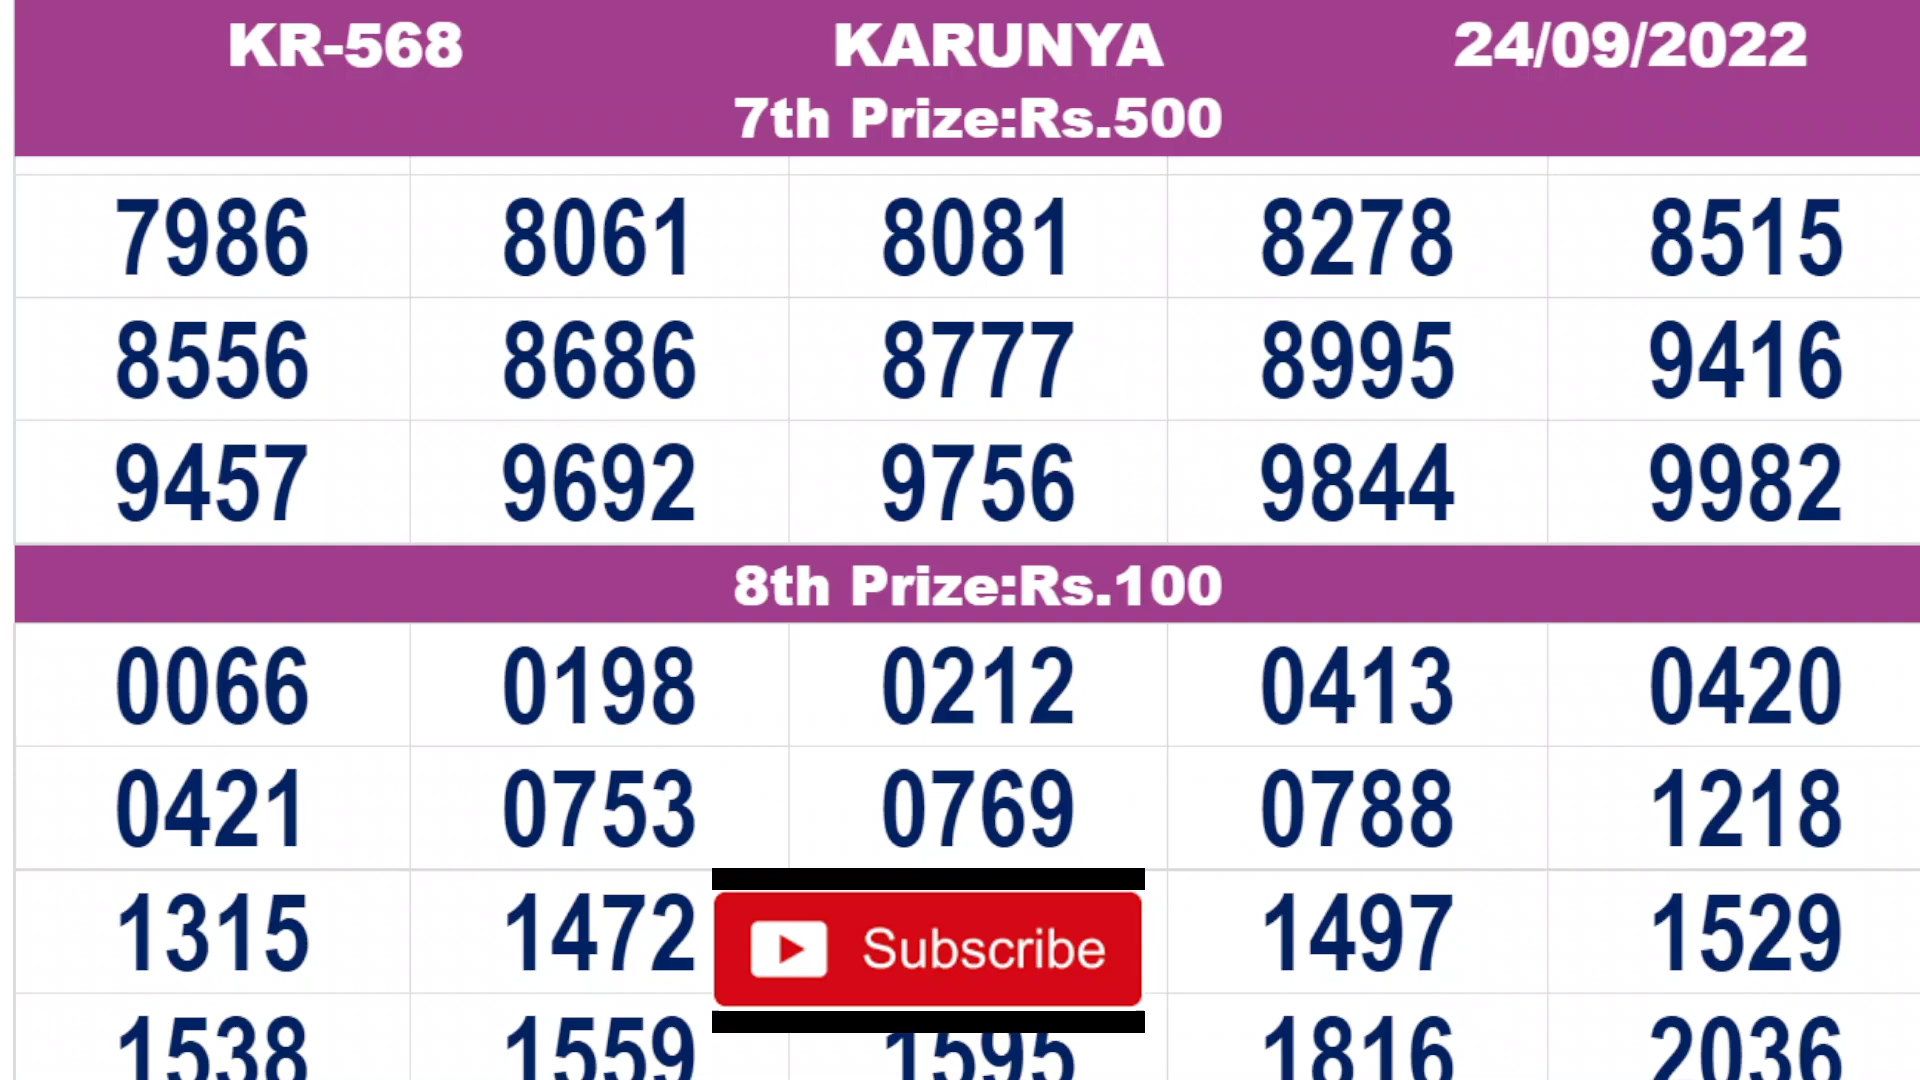 KR-568 KARUNYA 24/09/2022
7th Prize:Rs.500
7986 8061 8081 8278 8515
8556 8686 8777 8995 9416
9457 9692 9756 9844 9982
8th Prize:Rs.100
0066 0198 0212 0413 0420
0421 0753 0769 0788 1218
1315 1472 Subscribe 1497 1529
1538 1559 1595 1816 2036